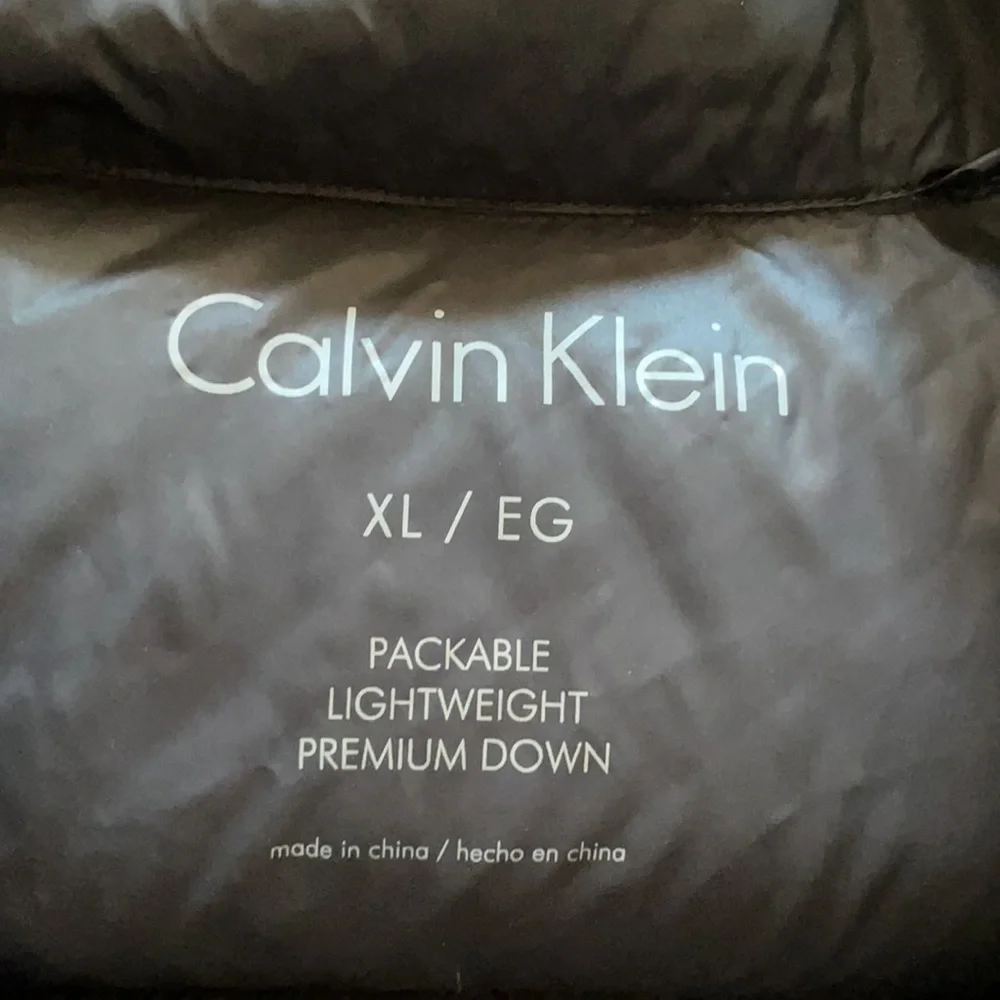 Calvin Klein
XL / EG
PACKABLE
LIGHTWEIGHT
PREMIUM DOWN
made in china / hecho en china